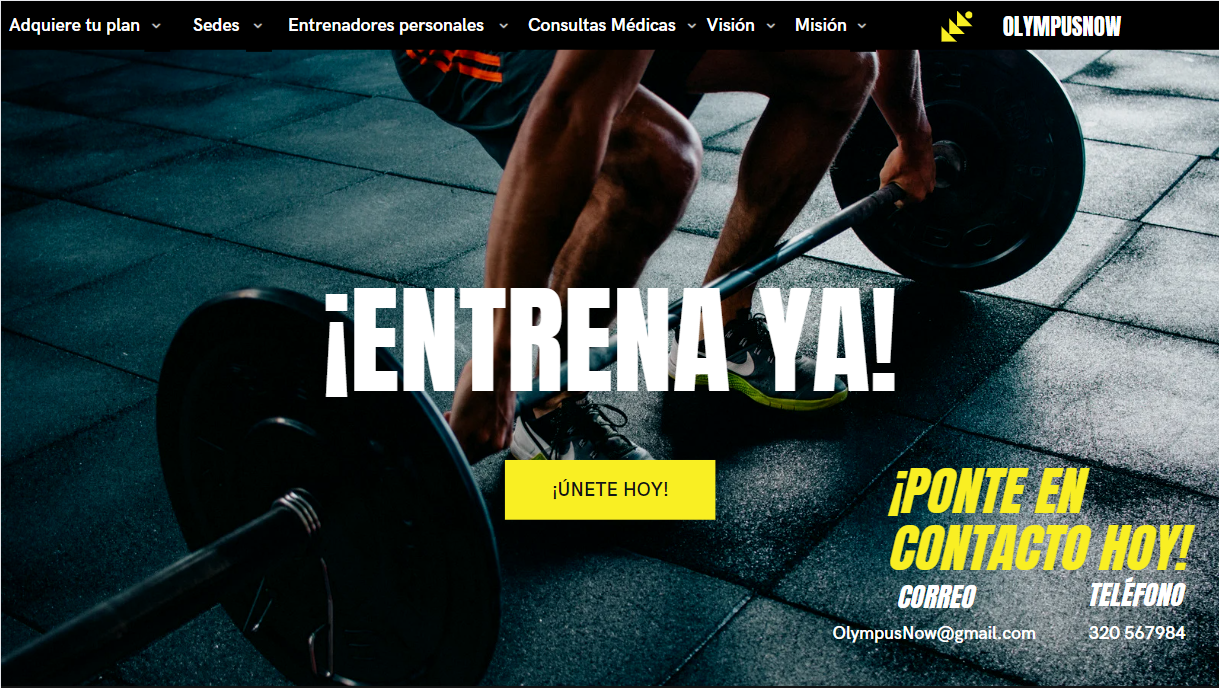 Adquiere tu plan Sedes Entrenadores personales Consultas Médicas Visión Misión OLYMPUSNOW
¡ENTRENA YA!
¡ÚNETE HOY!
¡PONTE EN
CONTACTO HOY!
CORREO TELÉFONO
OlympusNow@gmail.com 320 567984